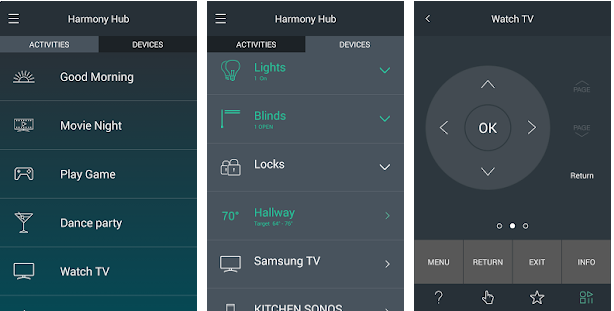 Harmony Hub
ACTIVITIES DEVICES
Good Morning
Movie Night
Play Game
Dance party
Watch TV
Harmony Hub
ACTIVITIES DEVICES
Lights
1 On
Blinds
1 OPEN
Locks
70° Hallway
Target: 64° - 76°
Samsung TV
KITCHEN SONOS
Watch TV
PAGE
OK
PAGE
Return
MENU RETURN EXIT INFO
?